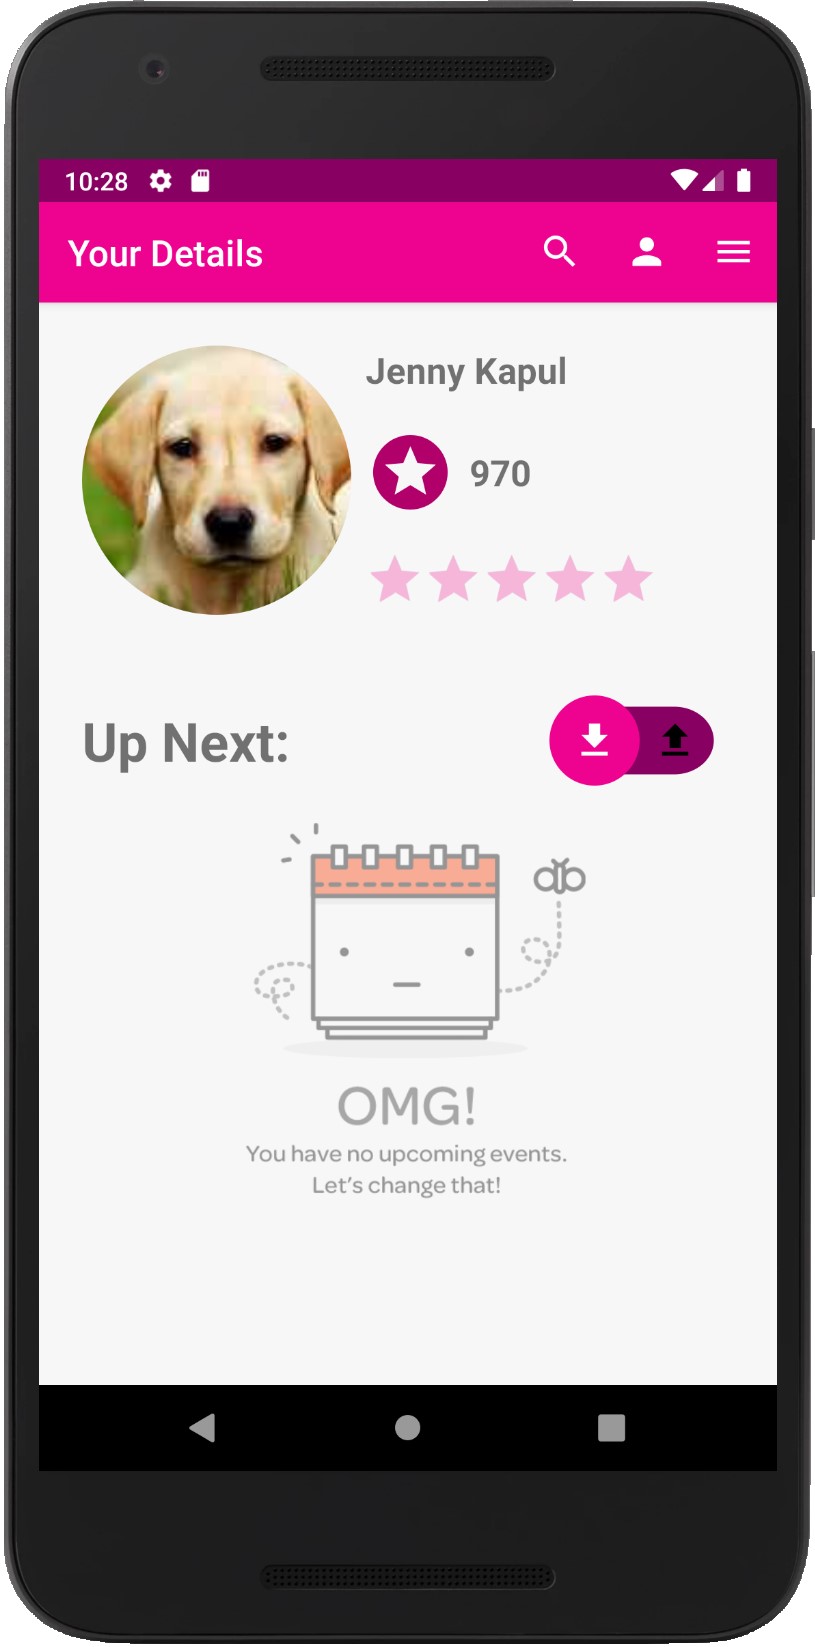 10:28
Your Details
Jenny Kapul
970
Up Next:
OMG!
You have no upcoming events.
Let's change that!